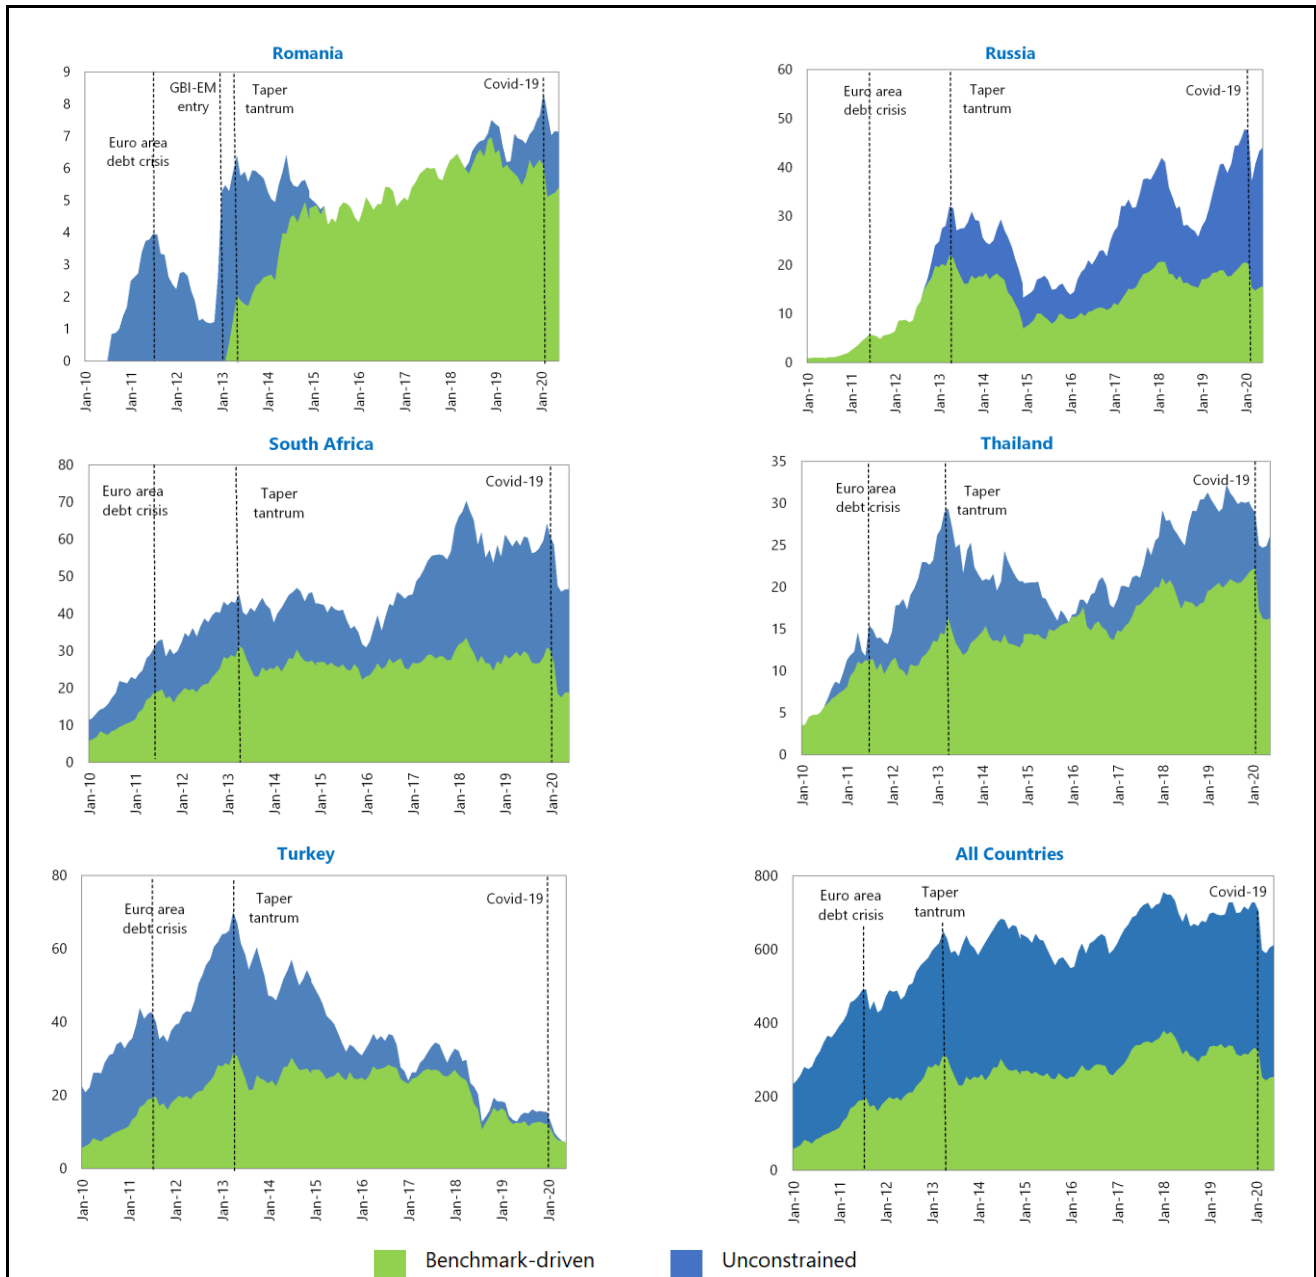 Romania
9
8
7
6
5
4
3
2
1
0
GBI-EM
entry
Taper
tantrum
Covid-19
Euro area
debt crisis
Jan-10
Jan-11
Jan-12
Jan-13
Jan-14
Jan-15
Jan-16
Jan-17
Jan-18
Jan-19
Jan-20
Russia
60
50
40
30
20
10
0
Euro area
debt crisis
Taper
tantrum
Covid-19
Jan-10
Jan-11
Jan-12
Jan-13
Jan-14
Jan-15
Jan-16
Jan-17
Jan-18
Jan-19
Jan-20
South Africa
80
70
60
50
40
30
20
10
0
Euro area
debt crisis
Taper
tantrum
Covid-19
Jan-10
Jan-11
Jan-12
Jan-13
Jan-14
Jan-15
Jan-16
Jan-17
Jan-18
Jan-19
Jan-20
Thailand
35
30
25
20
15
10
5
0
Euro area
debt crisis
Taper
tantrum
Covid-19
Jan-10
Jan-11
Jan-12
Jan-13
Jan-14
Jan-15
Jan-16
Jan-17
Jan-18
Jan-19
Jan-20
Turkey
80
60
40
20
0
Euro area
debt crisis
Taper
tantrum
Covid-19
Jan-10
Jan-11
Jan-12
Jan-13
Jan-14
Jan-15
Jan-16
Jan-17
Jan-18
Jan-19
Jan-20
All Countries
800
600
400
200
0
Euro area
debt crisis
Taper
tantrum
Covid-19
Jan-10
Jan-11
Jan-12
Jan-13
Jan-14
Jan-15
Jan-16
Jan-17
Jan-18
Jan-19
Jan-20
Benchmark-driven
Unconstrained